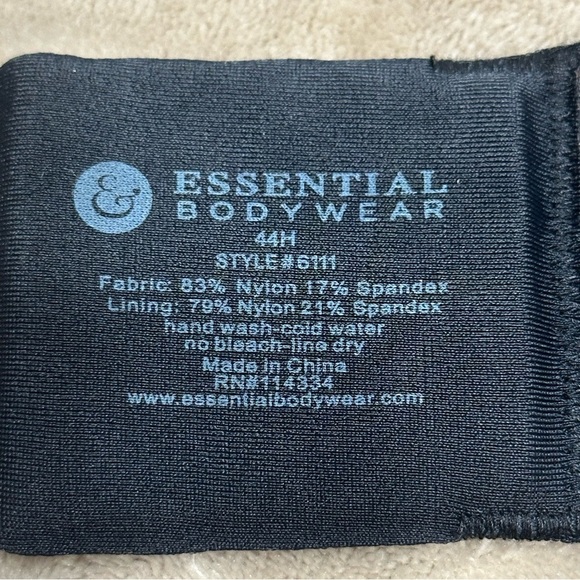 &
ESSENTIAL
BODYWEAR
44H
STYLE#6111
Fabric: 83% Nylon 17% Spandex
Lining: 79% Nylon 21% Spandex
hand wash-cold water
no bleach-line dry
Made in China
RN#114334
www.essentialbodywear.com